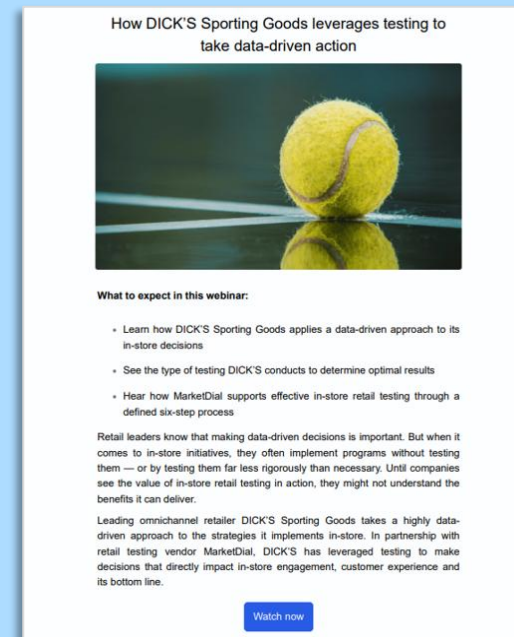 How DICK'S Sporting Goods leverages testing to
take data-driven action
What to expect in this webinar:
• Learn how DICK'S Sporting Goods applies a data-driven approach to its
in-store decisions
• See the type of testing DICK'S conducts to determine optimal results
• Hear how MarketDial supports effective in-store retail testing through a
defined six-step process
Retail leaders know that making data-driven decisions is important. But when it
comes to in-store initiatives, they often implement programs without testing
them — or by testing them far less rigorously than necessary. Until companies
see the value of in-store retail testing in action, they might not understand the
benefits it can deliver.
Leading omnichannel retailer DICK'S Sporting Goods takes a highly data-
driven approach to the strategies it implements in-store. In partnership with
retail testing vendor MarketDial, DICK'S has leveraged testing to make
decisions that directly impact in-store engagement, customer experience and
its bottom line.
Watch now